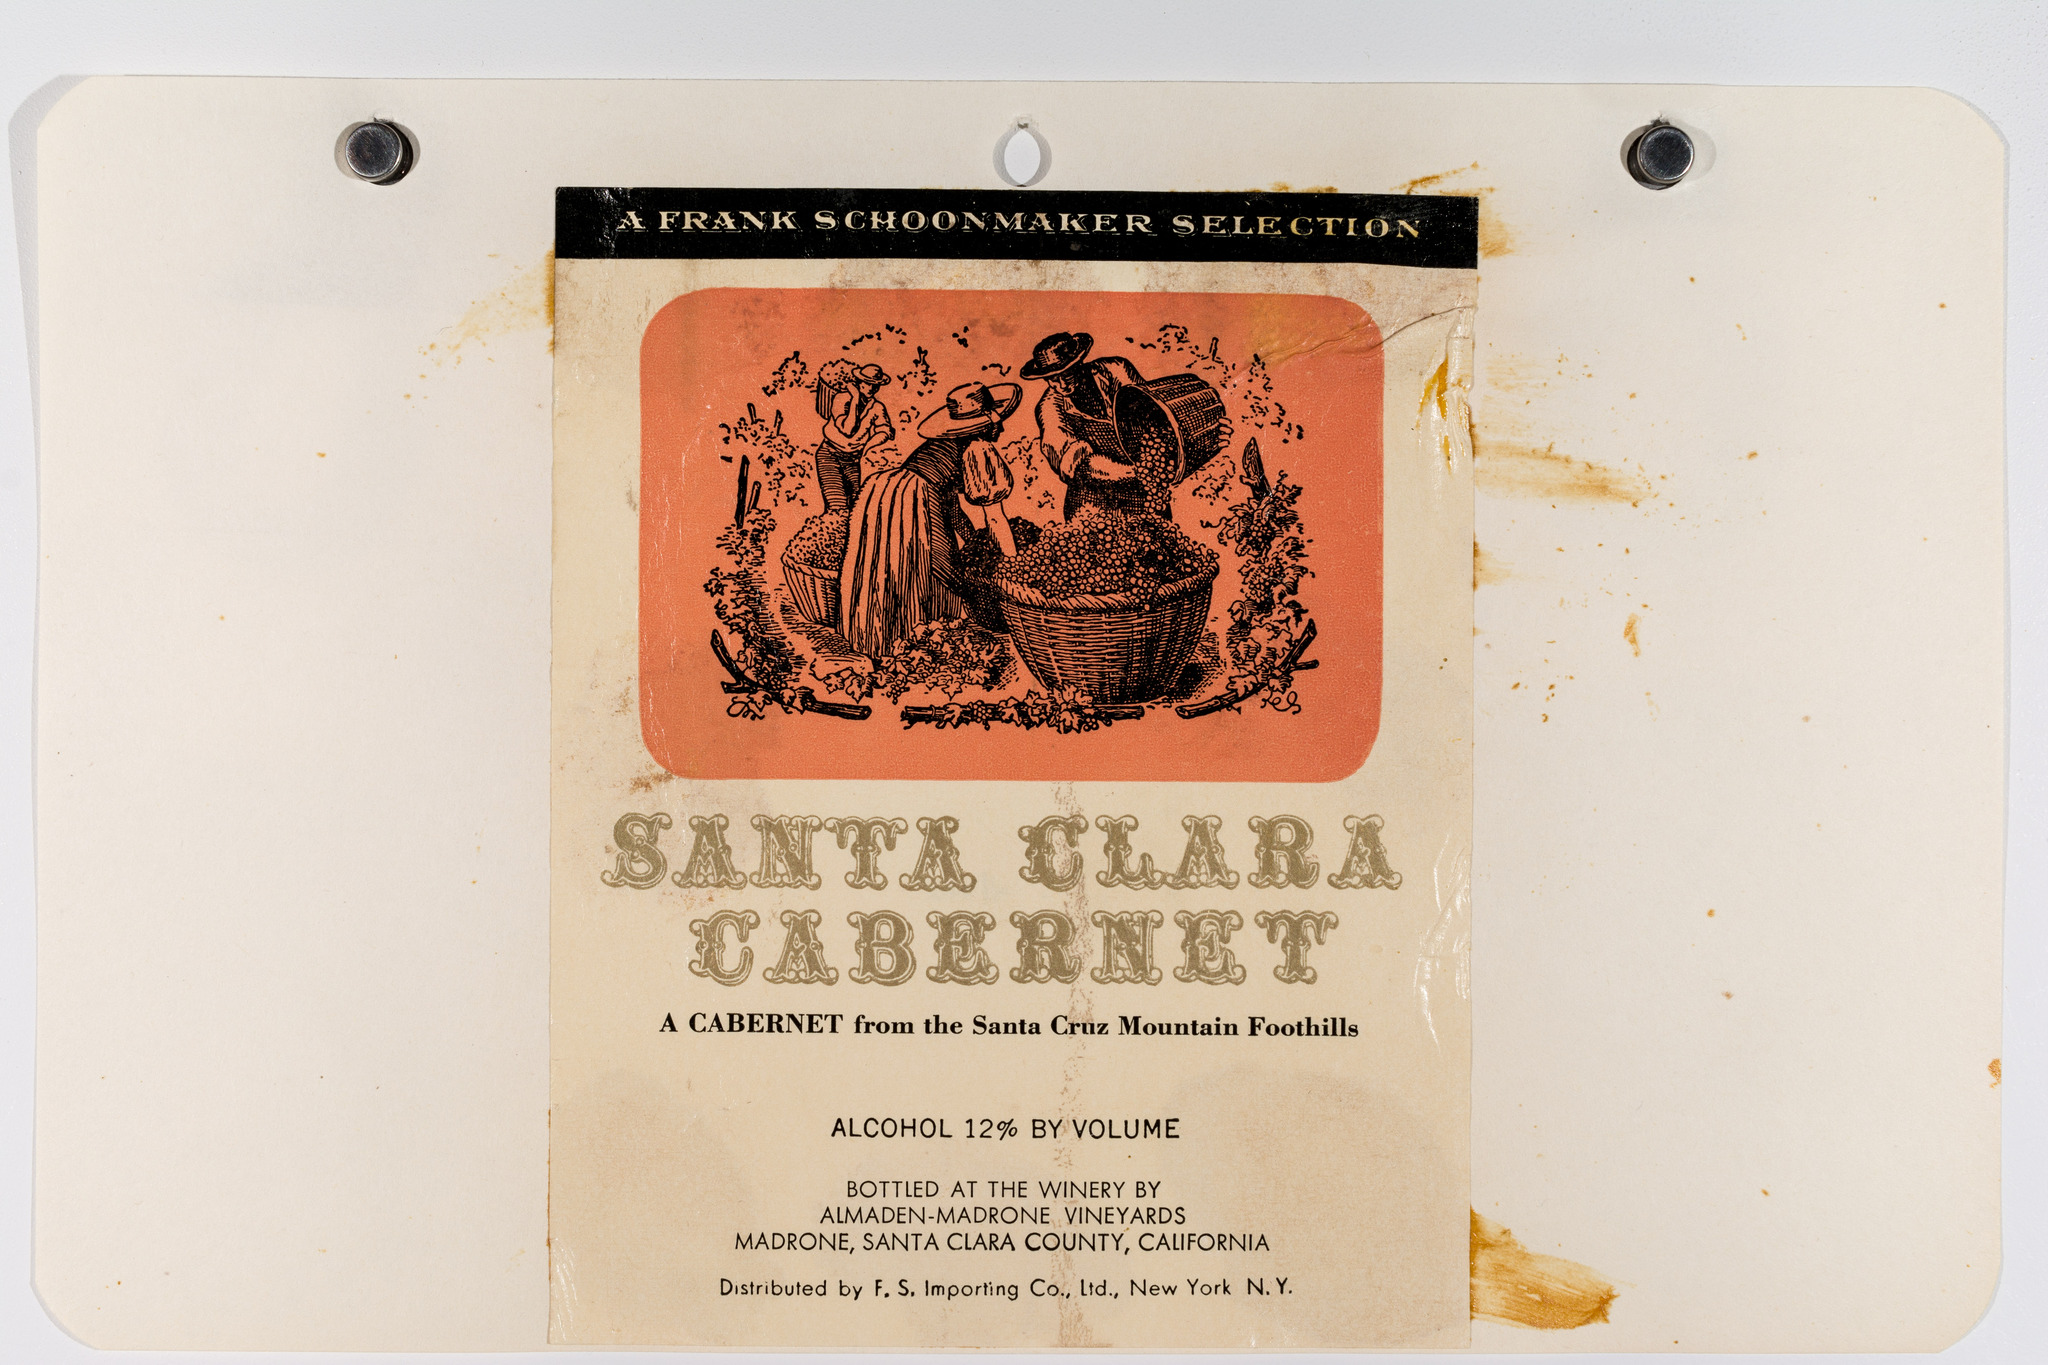 A FRANK SCHOONMAKER SELECTION
SANTA CLARA
CABERNET
A CABERNET from the Santa Cruz Mountain Foothills
ALCOHOL 12% BY VOLUME
BOTTLED AT THE WINERY BY
ALMADEN-MADRONE VINEYARDS
MADRONE, SANTA CLARA COUNTY, CALIFORNIA
Distributed by F. S. Importing Co., Ltd., New York N. Y.